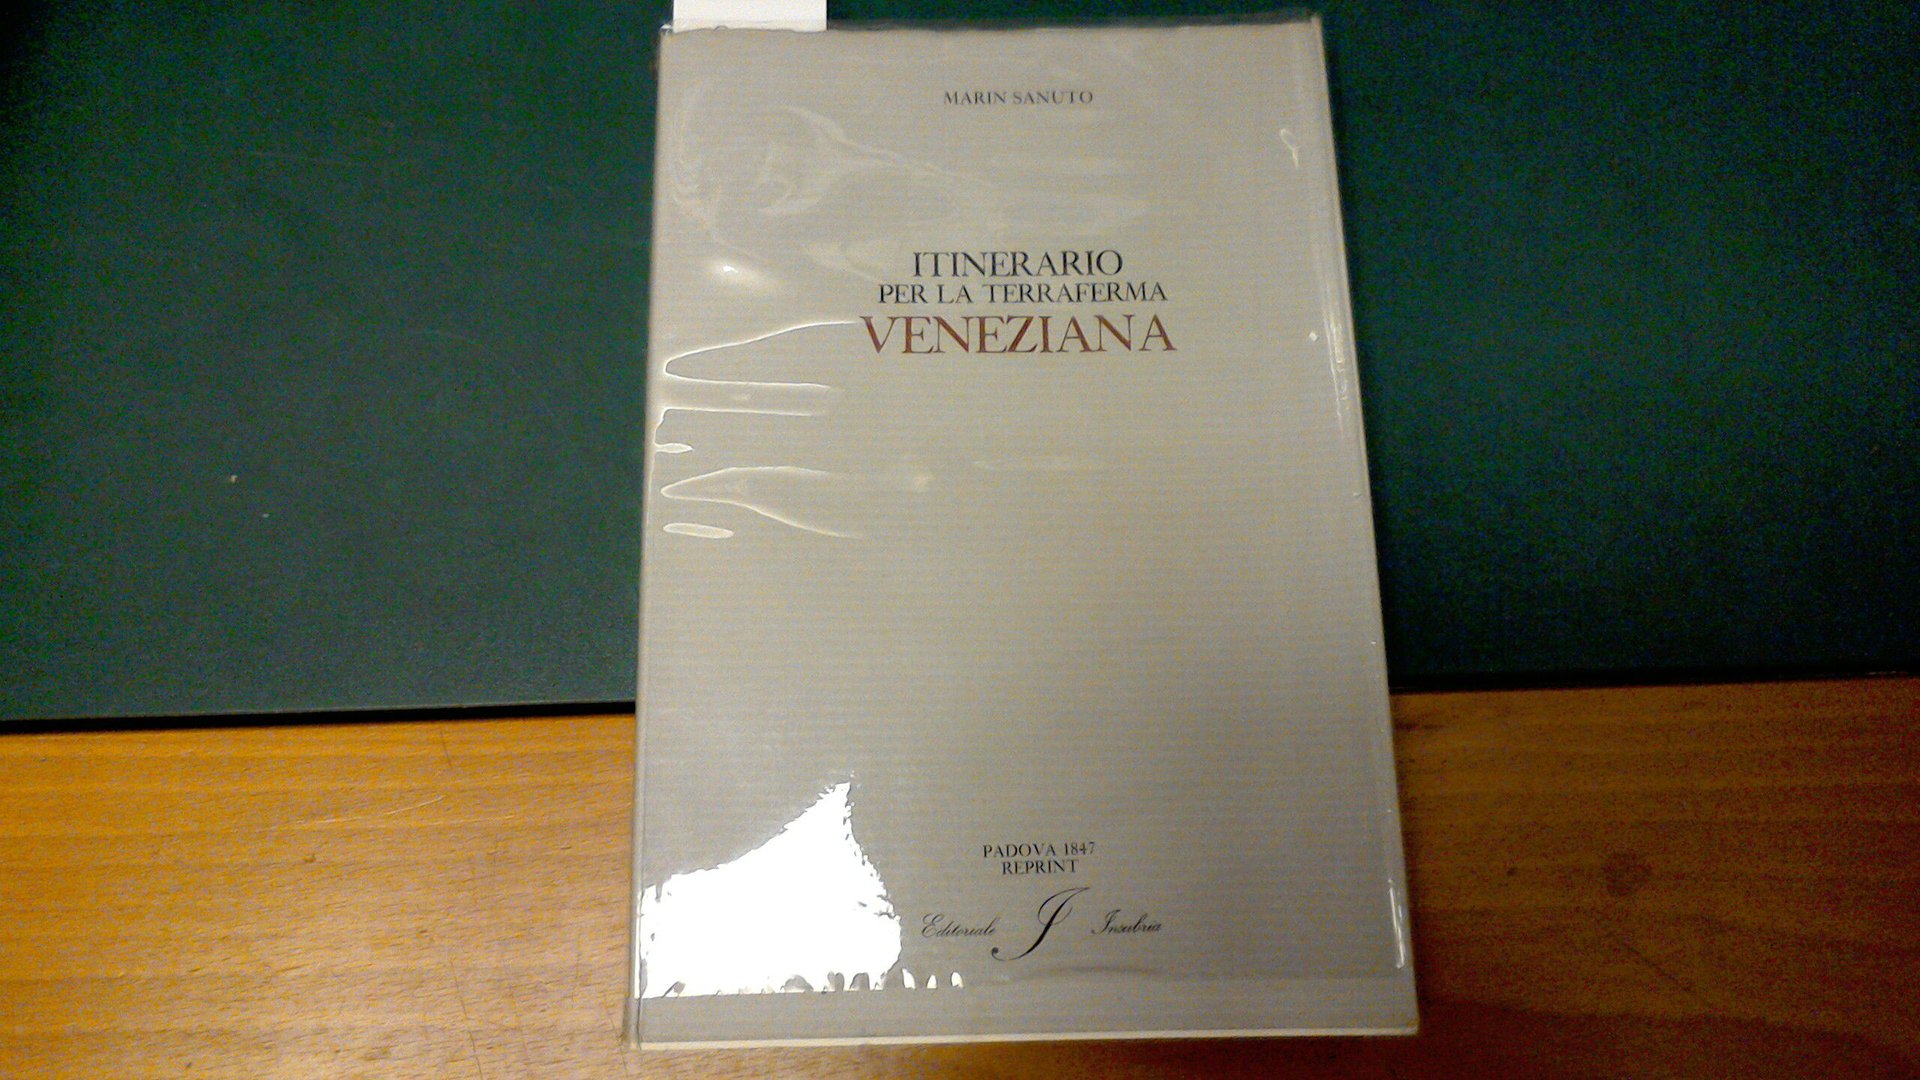 MARIN SANUTO
ITINERARIO
PER LA TERRAFERMA
VENEZIANA
PADOVA 1847
REPRINT
Editoriale I Insubria